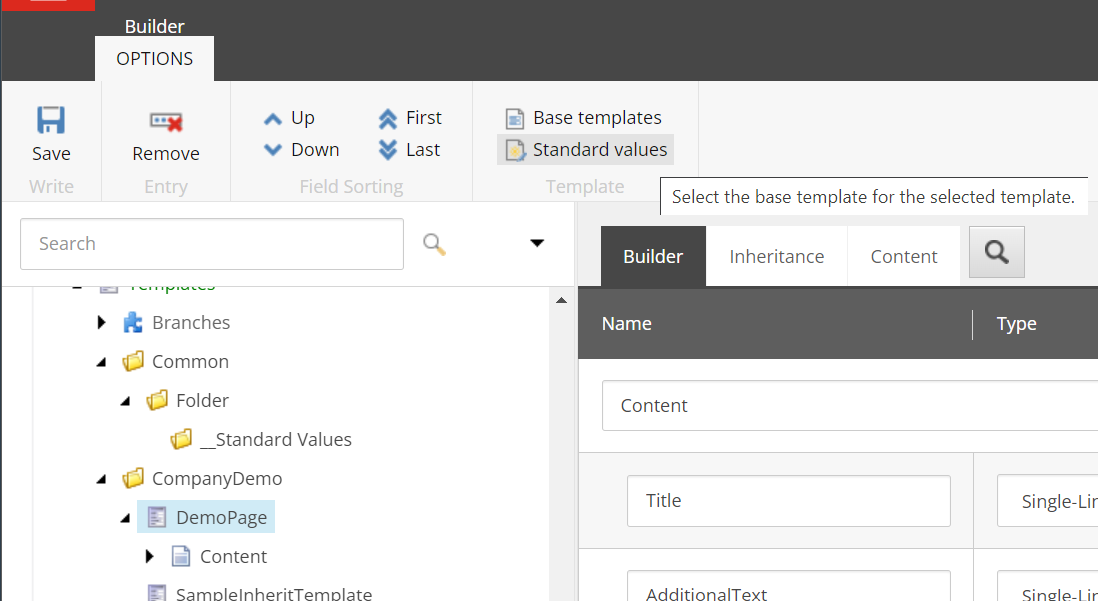 Builder
OPTIONS
Save
Write
Remove
Entry
Up
Down
First
Last
Field Sorting
Base templates
Standard values
Template
Select the base template for the selected template.
Search
Templates
Branches
Common
Folder
__Standard Values
CompanyDemo
DemoPage
Content
SampleInheritTemplate
Builder
Inheritance
Content
Name
Type
Content
Title
Single-Lin
AdditionalText
Single-Lin